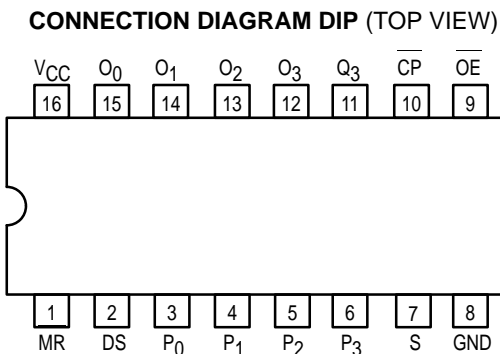 CONNECTION DIAGRAM DIP (TOP VIEW)
VCC O0 O1 O2 O3 Q3 CP OE
16 15 14 13 12 11 10 9
1 2 3 4 5 6 7 8
MR DS P0 P1 P2 P3 S GND